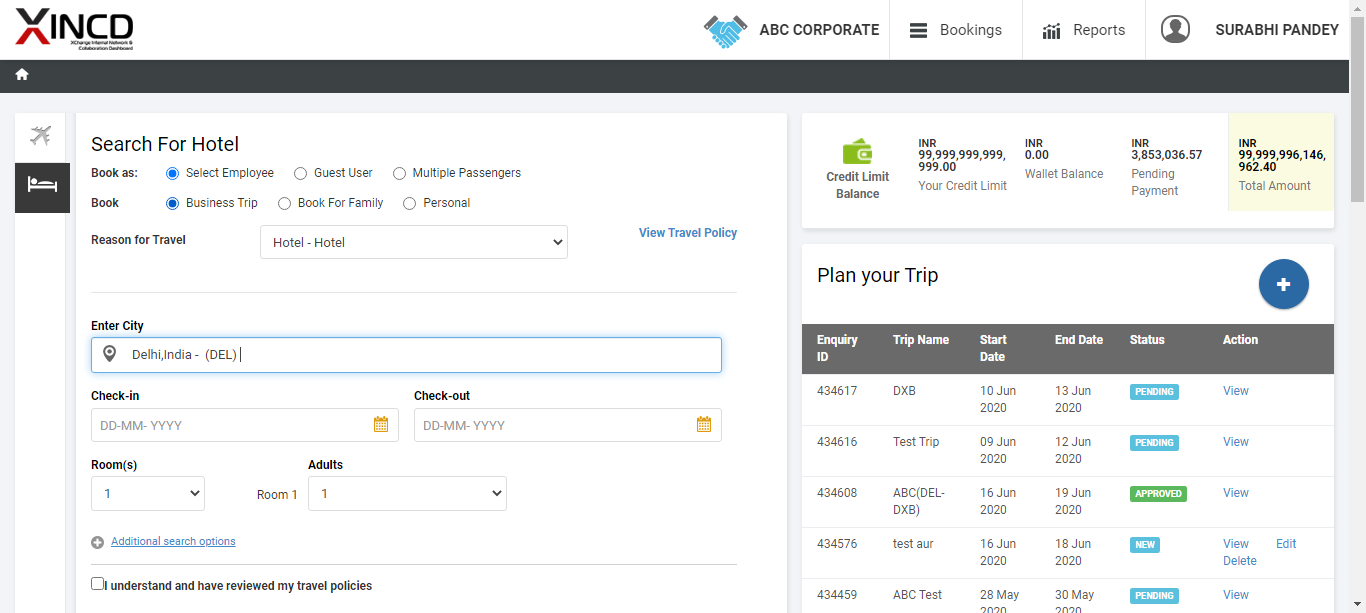 XINCD
XChange Internal Network &
Collaboration Dashboard
ABC CORPORATE
Bookings
Reports
SURABHI PANDEY
Search For Hotel
Book as: Select Employee Guest User Multiple Passengers
Book Business Trip Book For Family Personal
Reason for Travel Hotel - Hotel View Travel Policy
Enter City
Delhi,India - (DEL)
Check-in Check-out
DD-MM- YYYY DD-MM- YYYY
Room(s) Adults
1 Room 1 1
Additional search options
I understand and have reviewed my travel policies
Credit Limit
Balance
INR
99,999,999,999,
999.00
Your Credit Limit
INR
0.00
Wallet Balance
INR
3,853,036.57
Pending
Payment
INR
99,999,996,146,
962.40
Total Amount
Plan your Trip
Enquiry Trip Name Start End Date Status Action
ID Date
434617 DXB 10 Jun 13 Jun PENDING View
2020 2020
434616 Test Trip 09 Jun 12 Jun PENDING View
2020 2020
434608 ABC(DEL- 16 Jun 19 Jun APPROVED View
DXB) 2020 2020
434576 test aur 16 Jun 18 Jun NEW View Edit
2020 2020 Delete
434459 ABC Test 28 May 30 May PENDING View
2020 2020